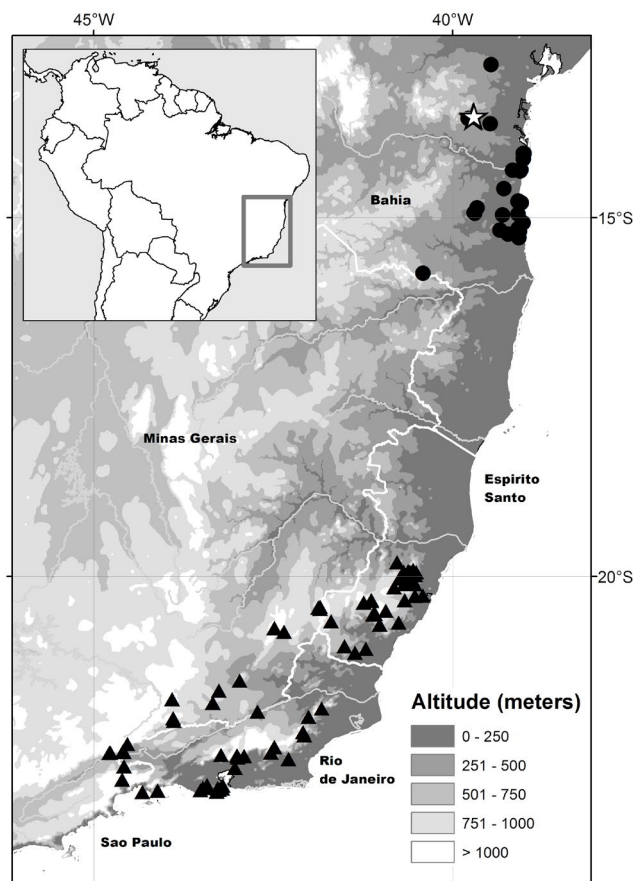 45°W
40°W
Bahia
15°S
Minas Gerais
Espirito
Santo
20°S
Altitude (meters)
0 - 250
251 - 500
501 - 750
751 - 1000
> 1000
Rio
de Janeiro
Sao Paulo